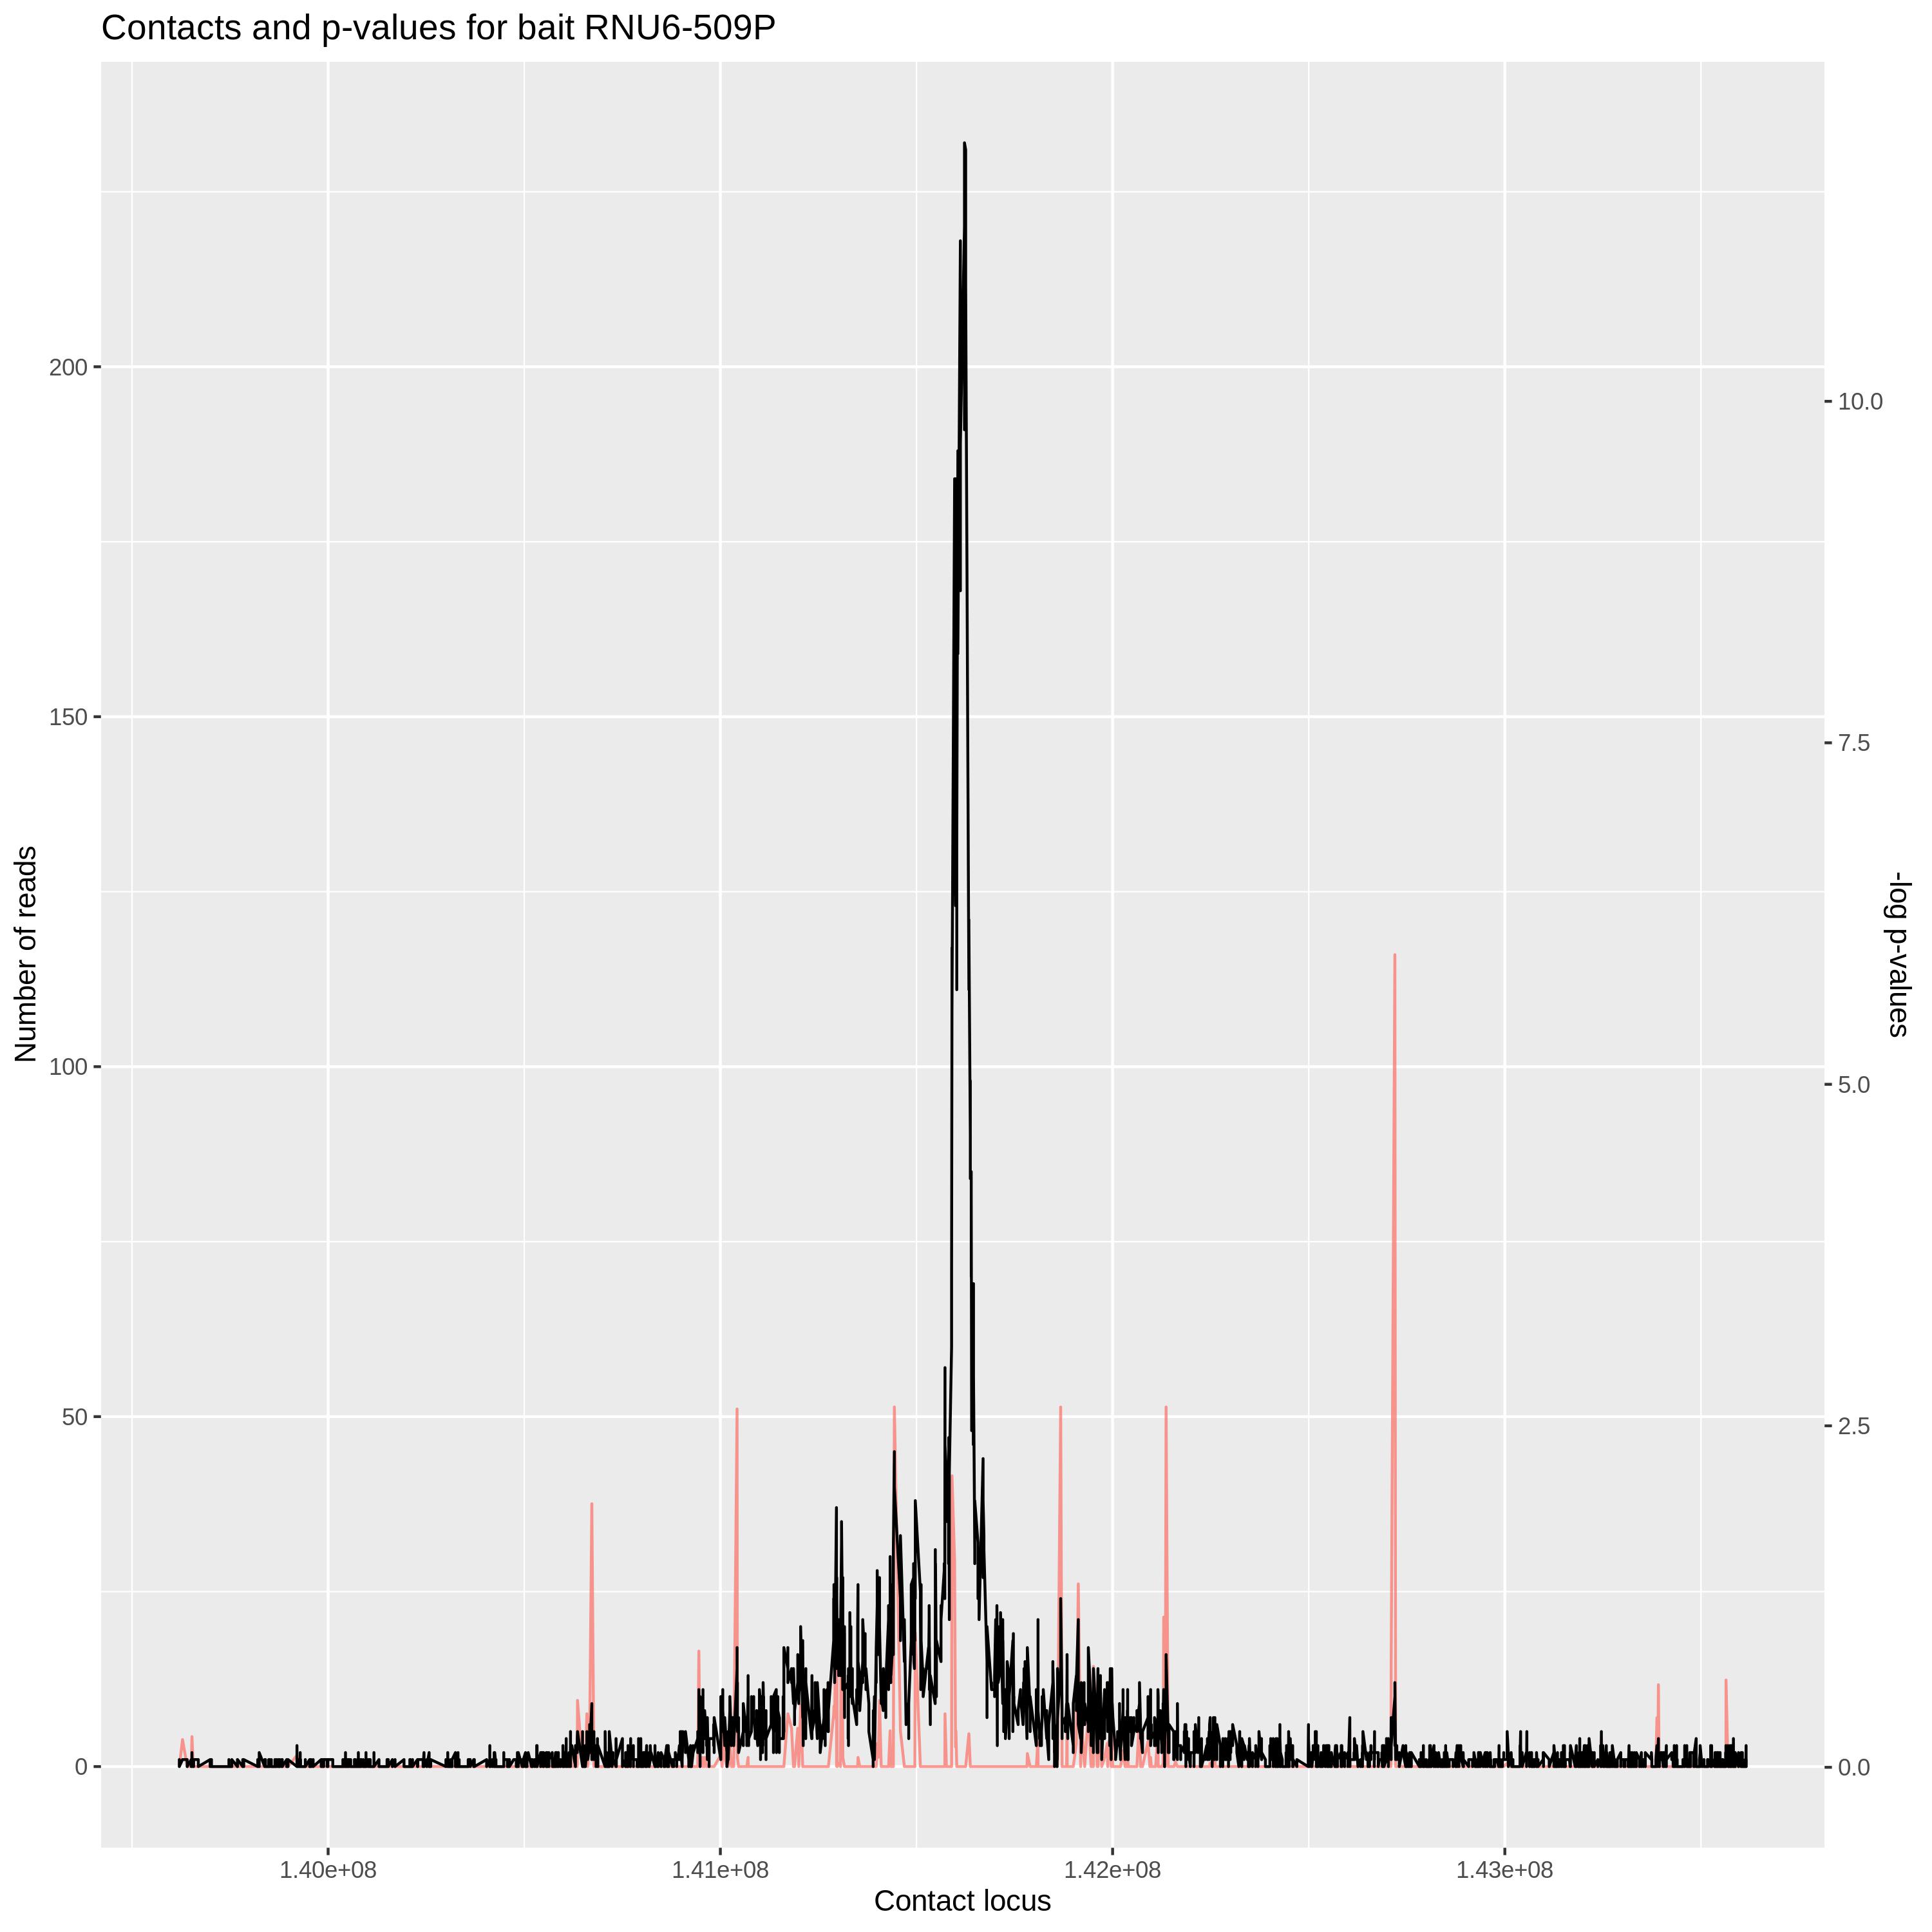 Contacts and p-values for bait RNU6-509P
Number of reads
200
150
100
50
0
10.0
7.5
5.0
2.5
0.0
-log p-values
1.40e+08
1.41e+08
1.42e+08
1.43e+08
Contact locus